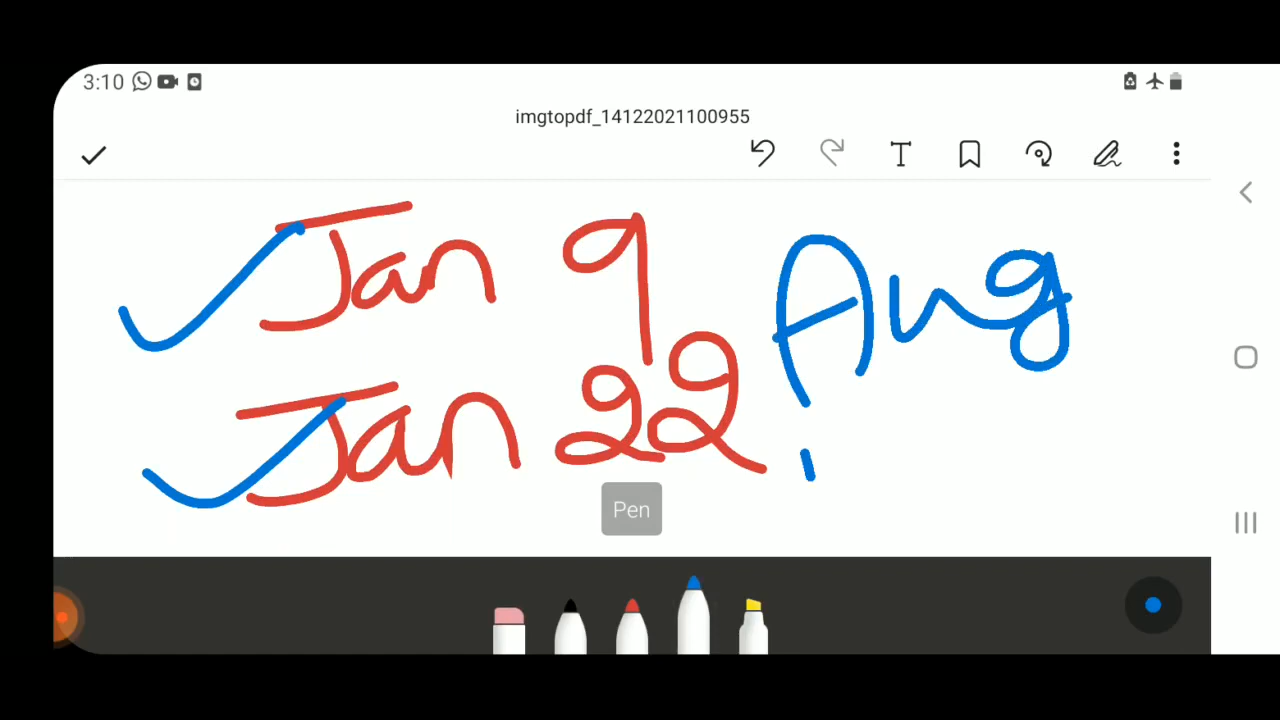 3:10
imgtopdf_14122021100955
T
Jan 9 Aug
Jan 22
Pen